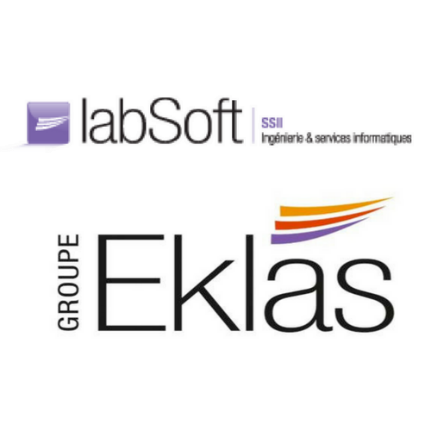 labSoft
SSII
Ingénierie & services informatiques
GROUPE
Eklas